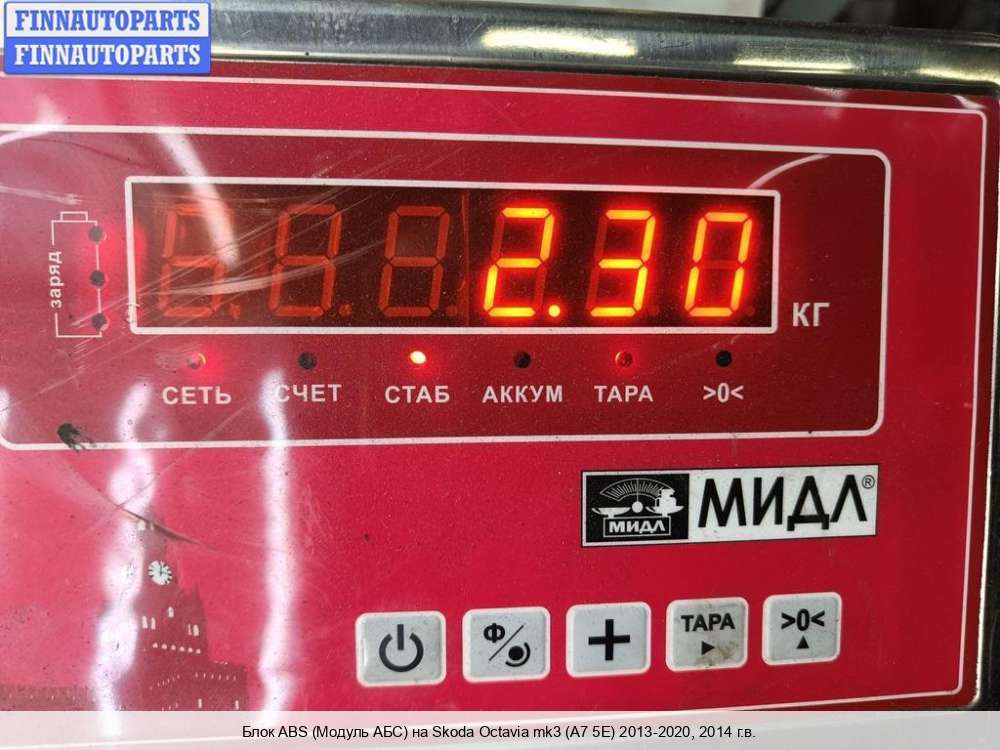 FINNAUTOPARTS
FINNAUTOPARTS
заряд
2.30
КГ
СЕТЬ СЧЕТ СТАБ АККУМ ТАРА >0<
МИДЛ МИДЛ®
Ф ТАРА >0<
Блок ABS (Модуль АБС) на Skoda Octavia mk3 (A7 5E) 2013-2020, 2014 г.в.